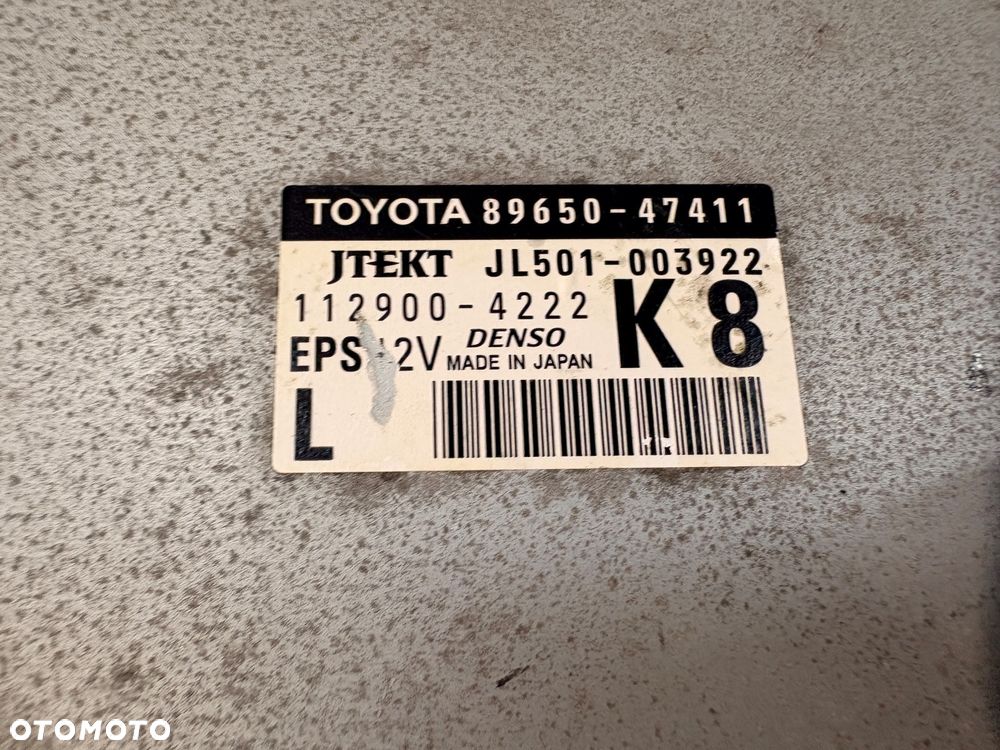 TOYOTA 89650-47411
JTEKT JL501-003922
112900-4222 K8
EPS 12V DENSO
MADE IN JAPAN
L
OTOMOTO